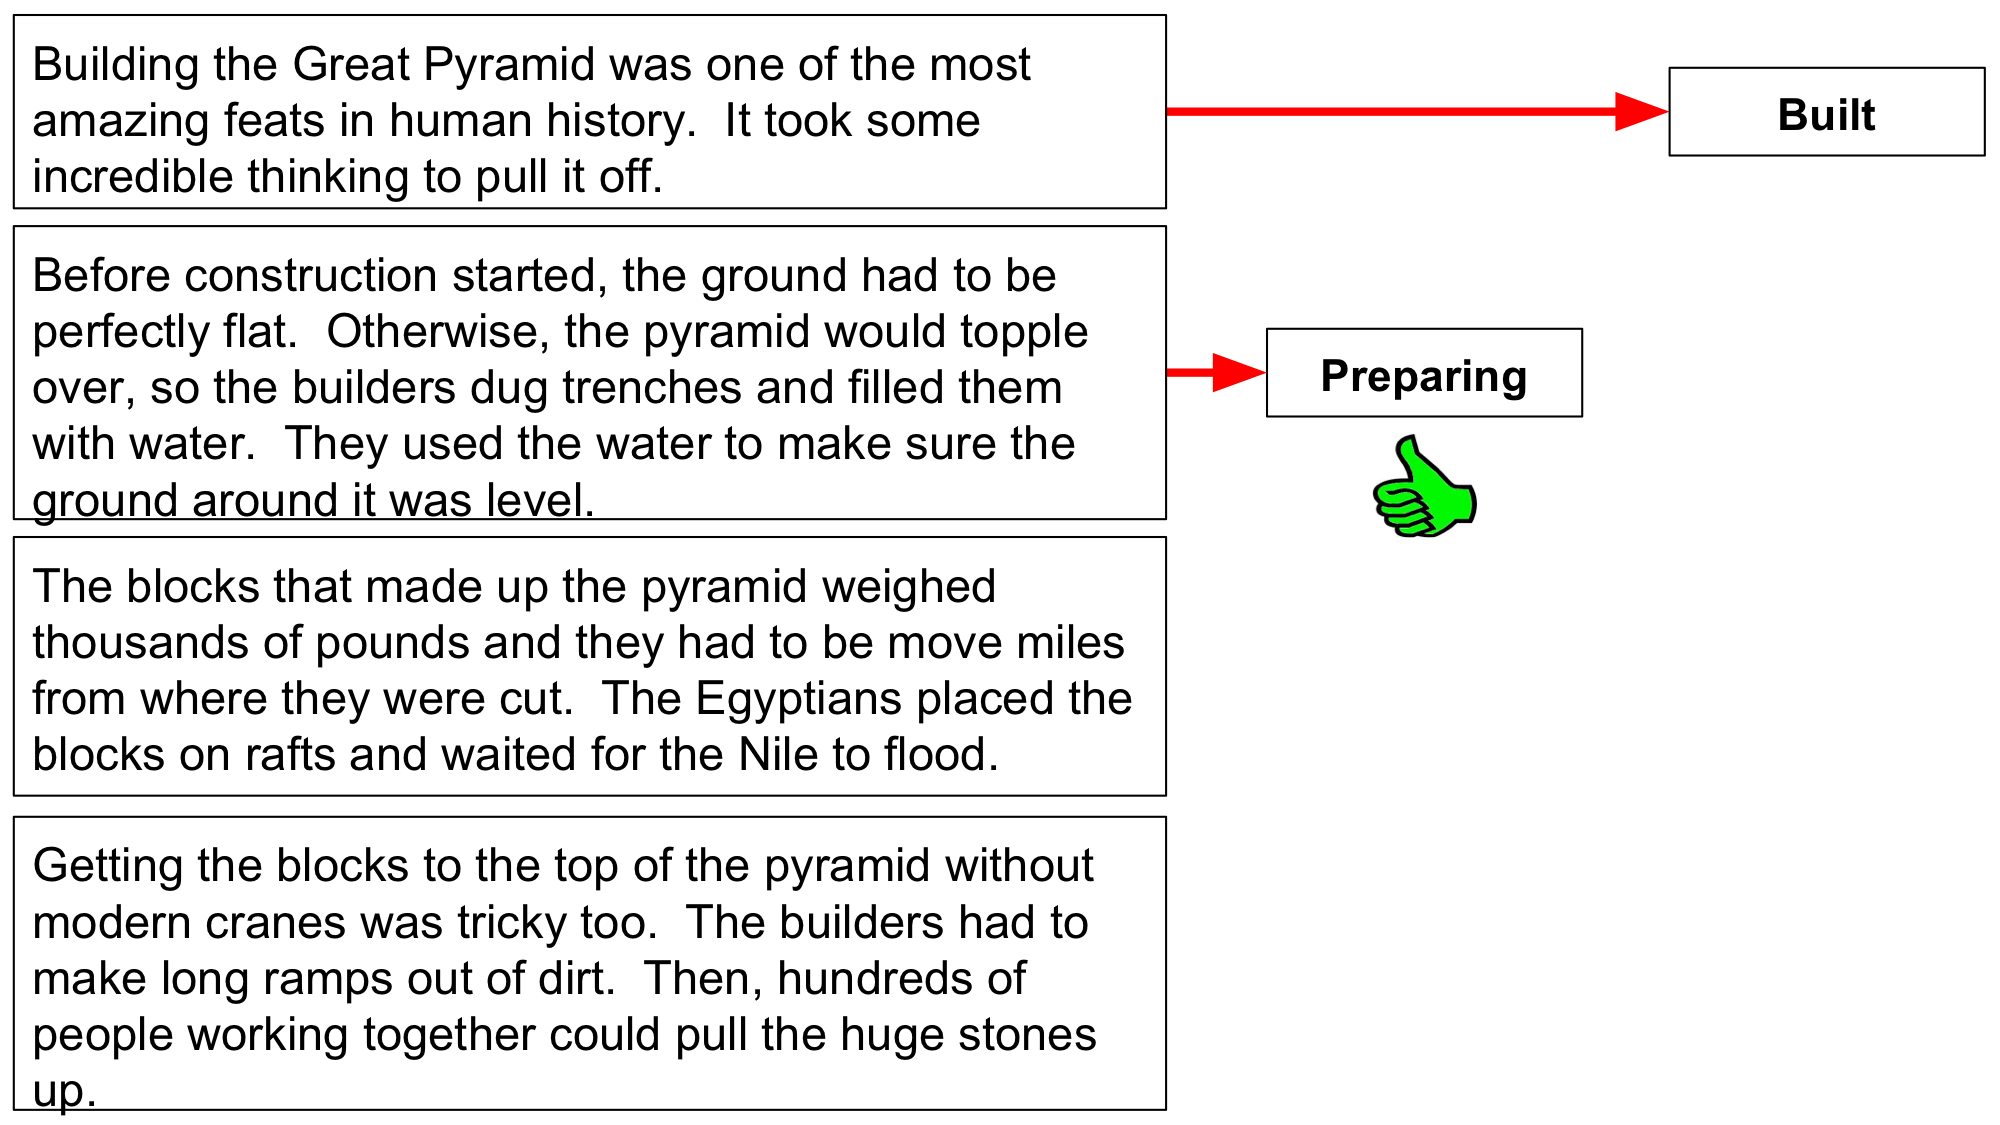 Building the Great Pyramid was one of the most
amazing feats in human history.  It took some
incredible thinking to pull it off.
Built
Before construction started, the ground had to be
perfectly flat.  Otherwise, the pyramid would topple
over, so the builders dug trenches and filled them
with water.  They used the water to make sure the
ground around it was level.
Preparing
The blocks that made up the pyramid weighed
thousands of pounds and they had to be move miles
from where they were cut.  The Egyptians placed the
blocks on rafts and waited for the Nile to flood.
Getting the blocks to the top of the pyramid without
modern cranes was tricky too.  The builders had to
make long ramps out of dirt.  Then, hundreds of
people working together could pull the huge stones
up.